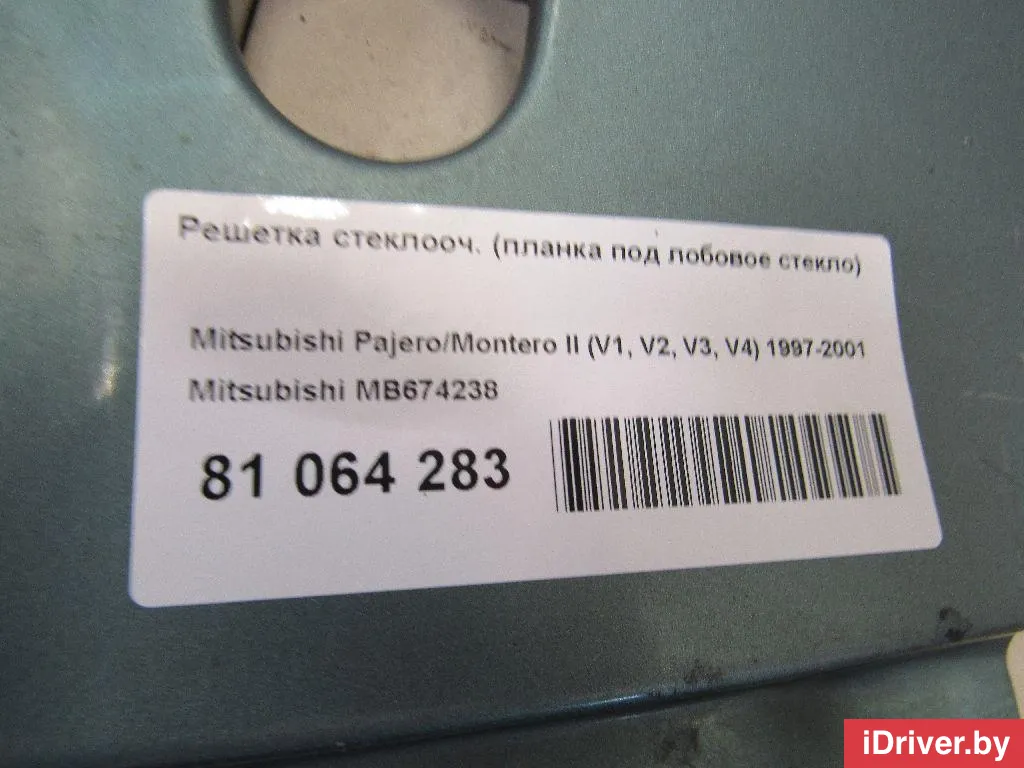 Решетка стеклооч. (планка под лобовое стекло)
Mitsubishi Pajero/Montero II (V1, V2, V3, V4) 1997-2001
Mitsubishi MB674238
81 064 283
iDriver.by